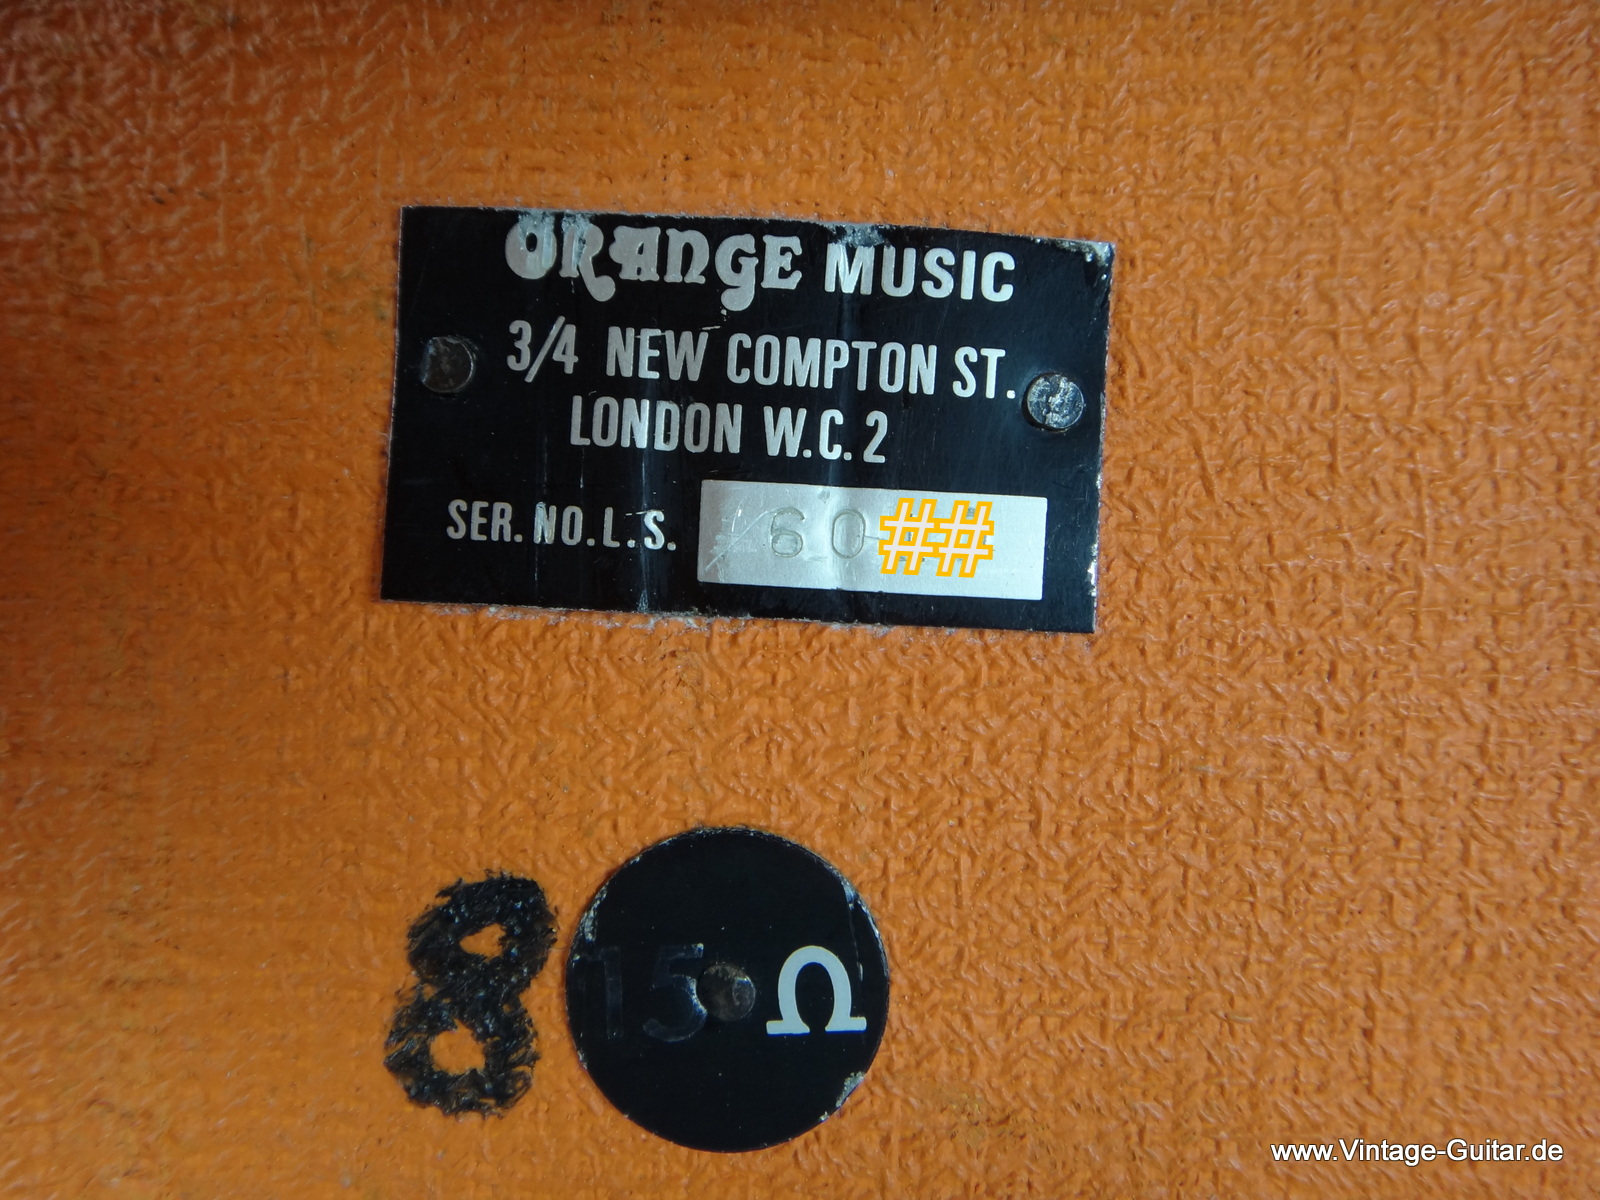 ORANGE MUSIC
3/4 NEW COMPTON ST.
LONDON W.C.2
SER. NO. L.S. 60##
8 15 Ω
www.Vintage-Guitar.de